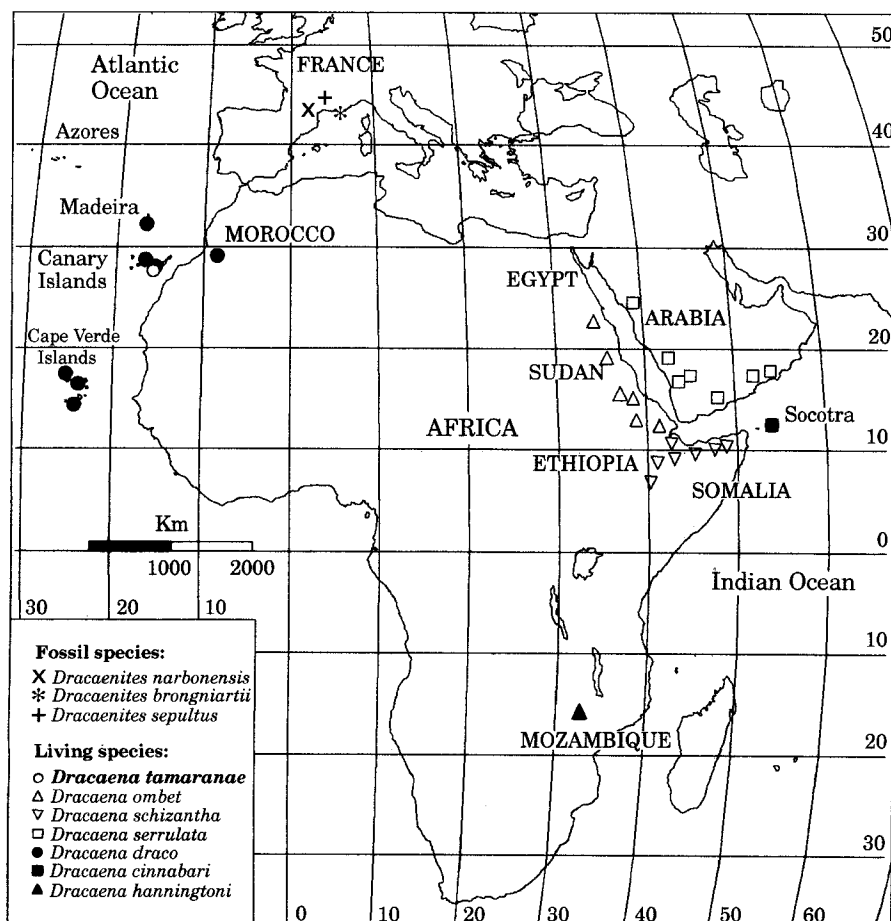 50
Atlantic
Ocean
FRANCE
Azores
40
Madeira
MOROCCO
30
Canary
Islands
EGYPT
ARABIA
Cape Verde
Islands
20
SUDAN
Socotra
AFRICA
10
ETHIOPIA
SOMALIA
Km
1000 2000
0
Indian Ocean
30 20 10
10
Fossil species:
X Dracaenites narbonensis
* Dracaenites brongniartii
+ Dracaenites sepultus
MOZAMBIQUE
20
Living species:
○ Dracaena tamaranae
△ Dracaena ombet
▽ Dracaena schizantha
□ Dracaena serrulata
● Dracaena draco
■ Dracaena cinnabari
▲ Dracaena hanningtoni
30
0 10 20 30 40 50 60